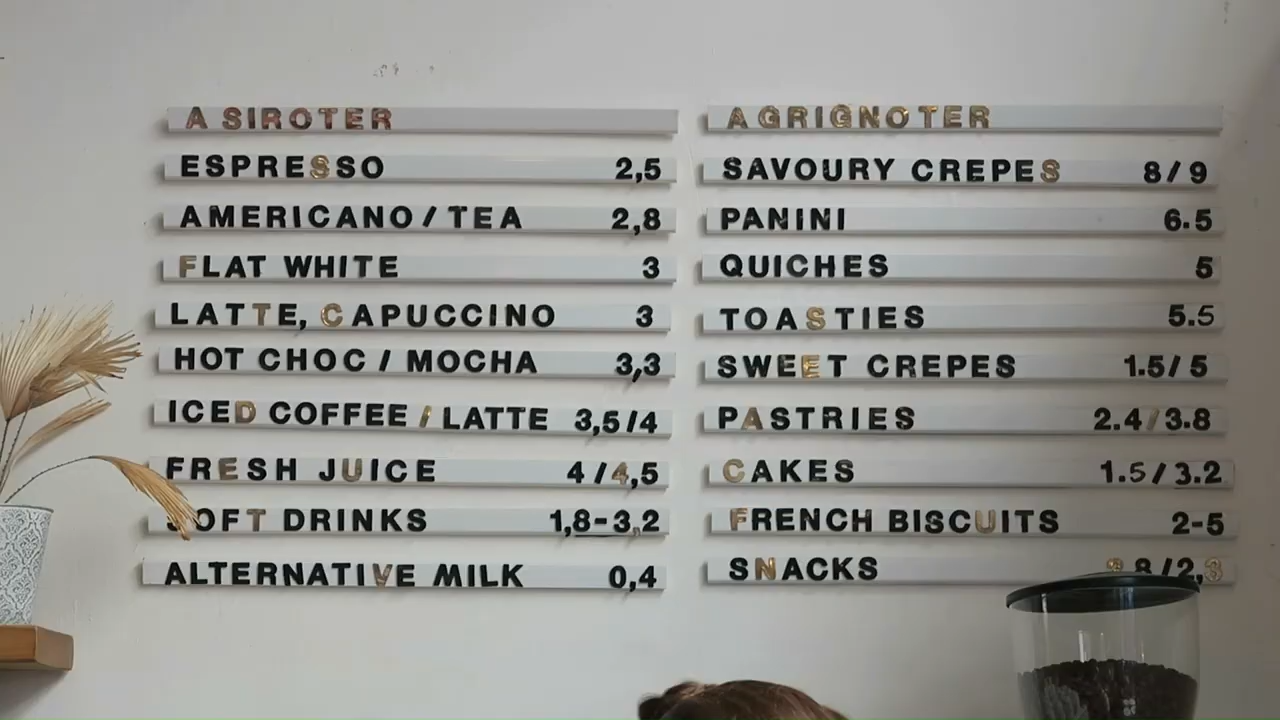 A SIROTER
ESPRESSO 2,5
AMERICANO / TEA 2,8
FLAT WHITE 3
LATTE, CAPUCCINO 3
HOT CHOC / MOCHA 3,3
ICED COFFEE / LATTE 3,5/4
FRESH JUICE 4/4,5
SOFT DRINKS 1,8-3,2
ALTERNATIVE MILK 0,4
A GRIGNOTER
SAVOURY CREPES 8/9
PANINI 6.5
QUICHES 5
TOASTIES 5.5
SWEET CREPES 1.5/5
PASTRIES 2.4/3.8
CAKES 1.5/3.2
FRENCH BISCUITS 2-5
SNACKS